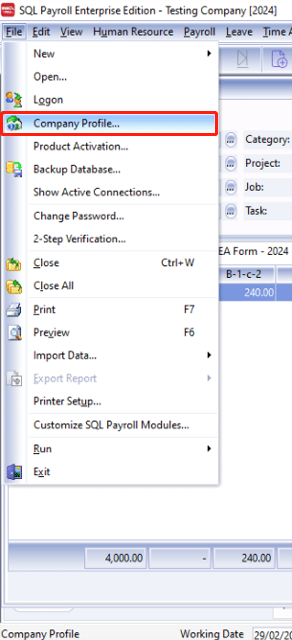 SQL Payroll Enterprise Edition - Testing Company [2024]
File Edit View Human Resource Payroll Leave Time A
New
Open...
Logon
Company Profile...
Product Activation...
Backup Database...
Show Active Connections...
Change Password...
2-Step Verification...
Close Ctrl+W
Close All
Print F7
Preview F6
Import Data...
Export Report
Printer Setup...
Customize SQL Payroll Modules...
Run
Exit
Category:
Project:
Job:
Task:
EA Form - 2024
B-1-c-2
240.00
4,000.00 - 240.00
Company Profile Working Date 29/02/20